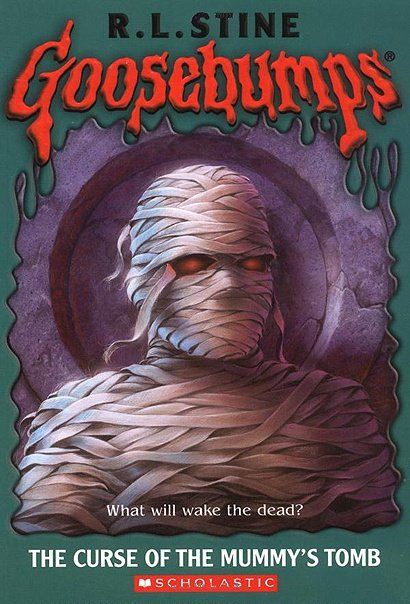 R.L.STINE
Goosebumps®
What will wake the dead?
THE CURSE OF THE MUMMY'S TOMB
SCHOLASTIC